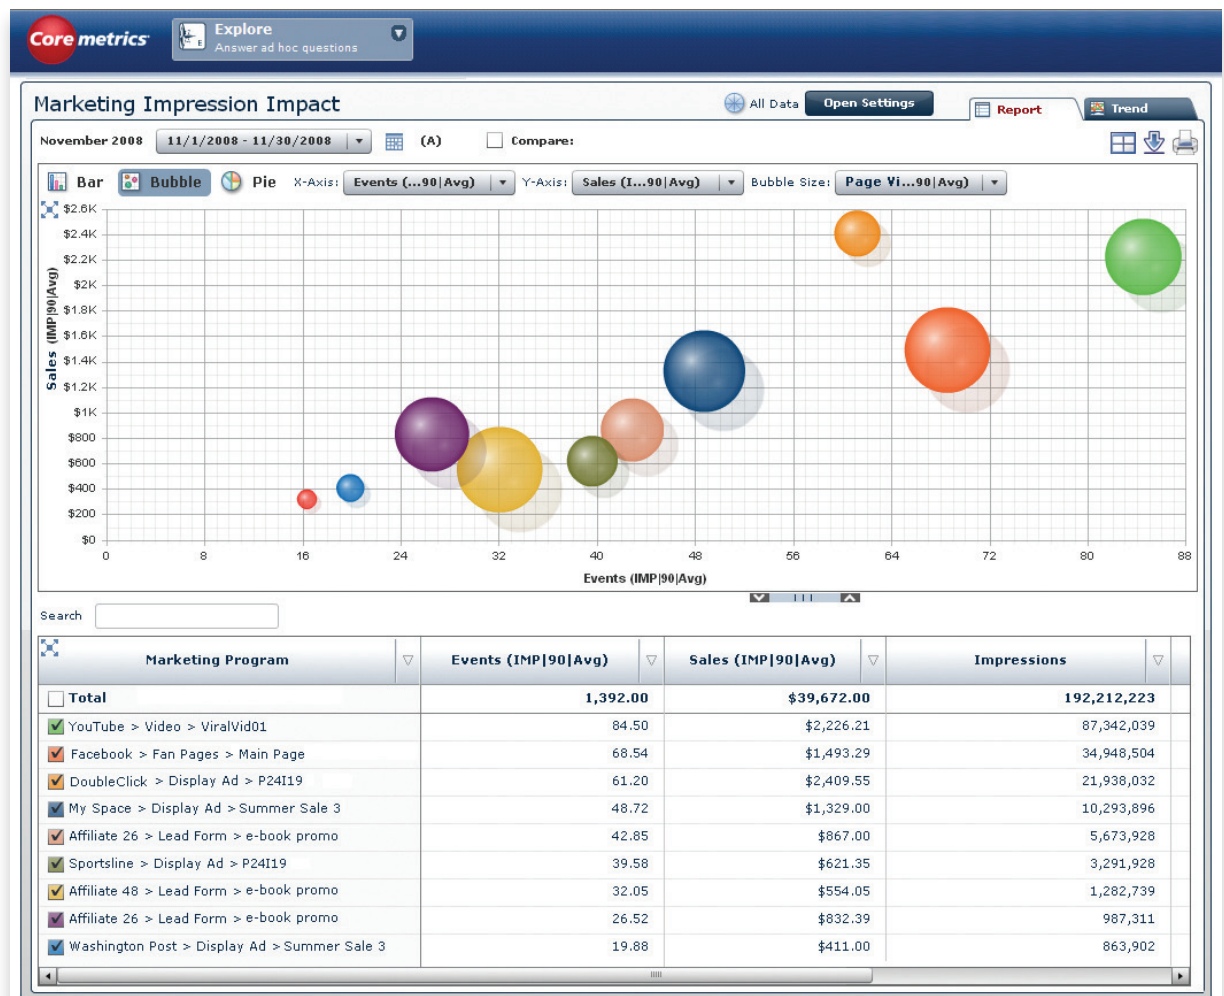 Coremetrics
Explore
Answer ad hoc questions
Marketing Impression Impact
All Data
Open Settings
Report
Trend
November 2008
11/1/2008 - 11/30/2008
(A)
Compare:
Bar
Bubble
Pie
X-Axis: Events (...90|Avg)
Y-Axis: Sales (I...90|Avg)
Bubble Size: Page Vi...90|Avg)
$2.6K
$2.4K
$2.2K
$2K
$1.8K
$1.6K
$1.4K
$1.2K
$1K
$800
$600
$400
$200
$0
Sales (IMP|90|Avg)
0 8 16 24 32 40 48 56 64 72 80 88
Events (IMP|90|Avg)
Search
Marketing Program Events (IMP|90|Avg) Sales (IMP|90|Avg) Impressions
Total 1,392.00 $39,672.00 192,212,223
YouTube > Video > ViralVid01 84.50 $2,226.21 87,342,039
Facebook > Fan Pages > Main Page 68.54 $1,493.29 34,948,504
DoubleClick > Display Ad > P24I19 61.20 $2,409.55 21,938,032
My Space > Display Ad >Summer Sale 3 48.72 $1,329.00 10,293,896
Affiliate 26 > Lead Form > e-book promo 42.85 $867.00 5,673,928
Sportsline > Display Ad > P24I19 39.58 $621.35 3,291,928
Affiliate 48 > Lead Form > e-book promo 32.05 $554.05 1,282,739
Affiliate 26 > Lead Form > e-book promo 26.52 $832.39 987,311
Washington Post > Display Ad > Summer Sale 3 19.88 $411.00 863,902